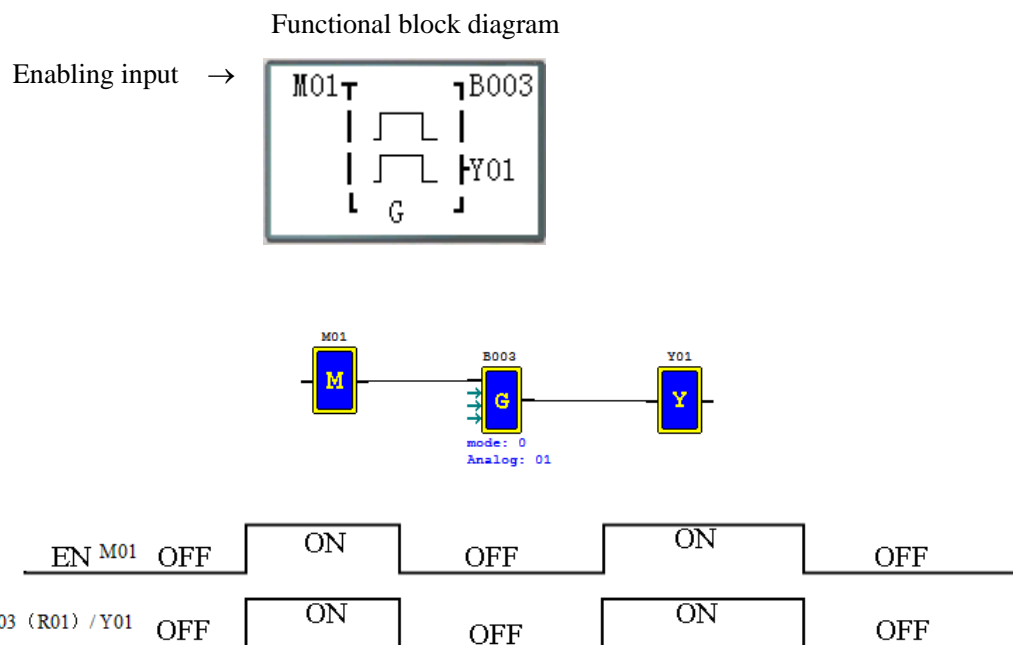 Functional block diagram
Enabling input →
M01 B003
Y01
G
M01
B003 Y01
M
G Y
mode: 0
Analog: 01
EN M01 OFF ON OFF ON OFF
03 (R01) / Y01 OFF ON OFF ON OFF